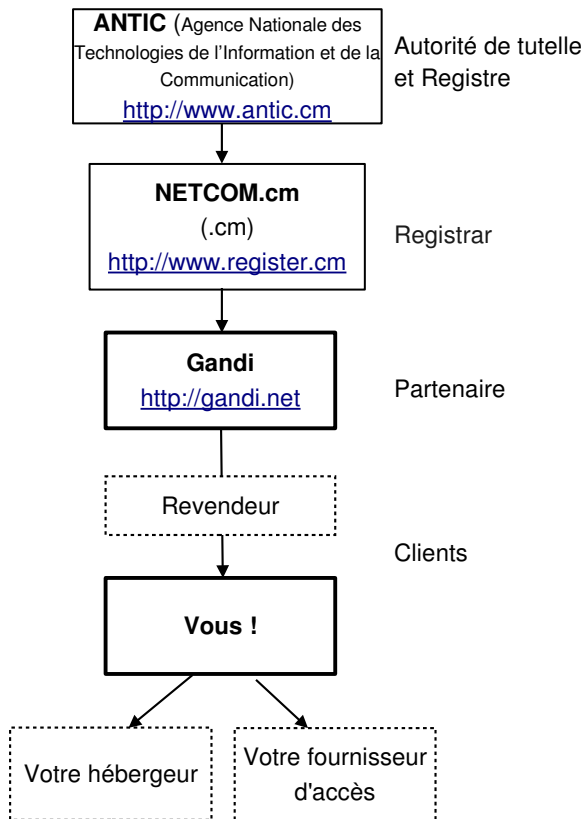 ANTIC (Agence Nationale des
Technologies de l'Information et de la
Communication)
http://www.antic.cm
Autorité de tutelle
et Registre
NETCOM.cm
(.cm)
http://www.register.cm
Registrar
Gandi
http://gandi.net
Partenaire
Revendeur
Clients
Vous !
Votre hébergeur
Votre fournisseur
d'accès